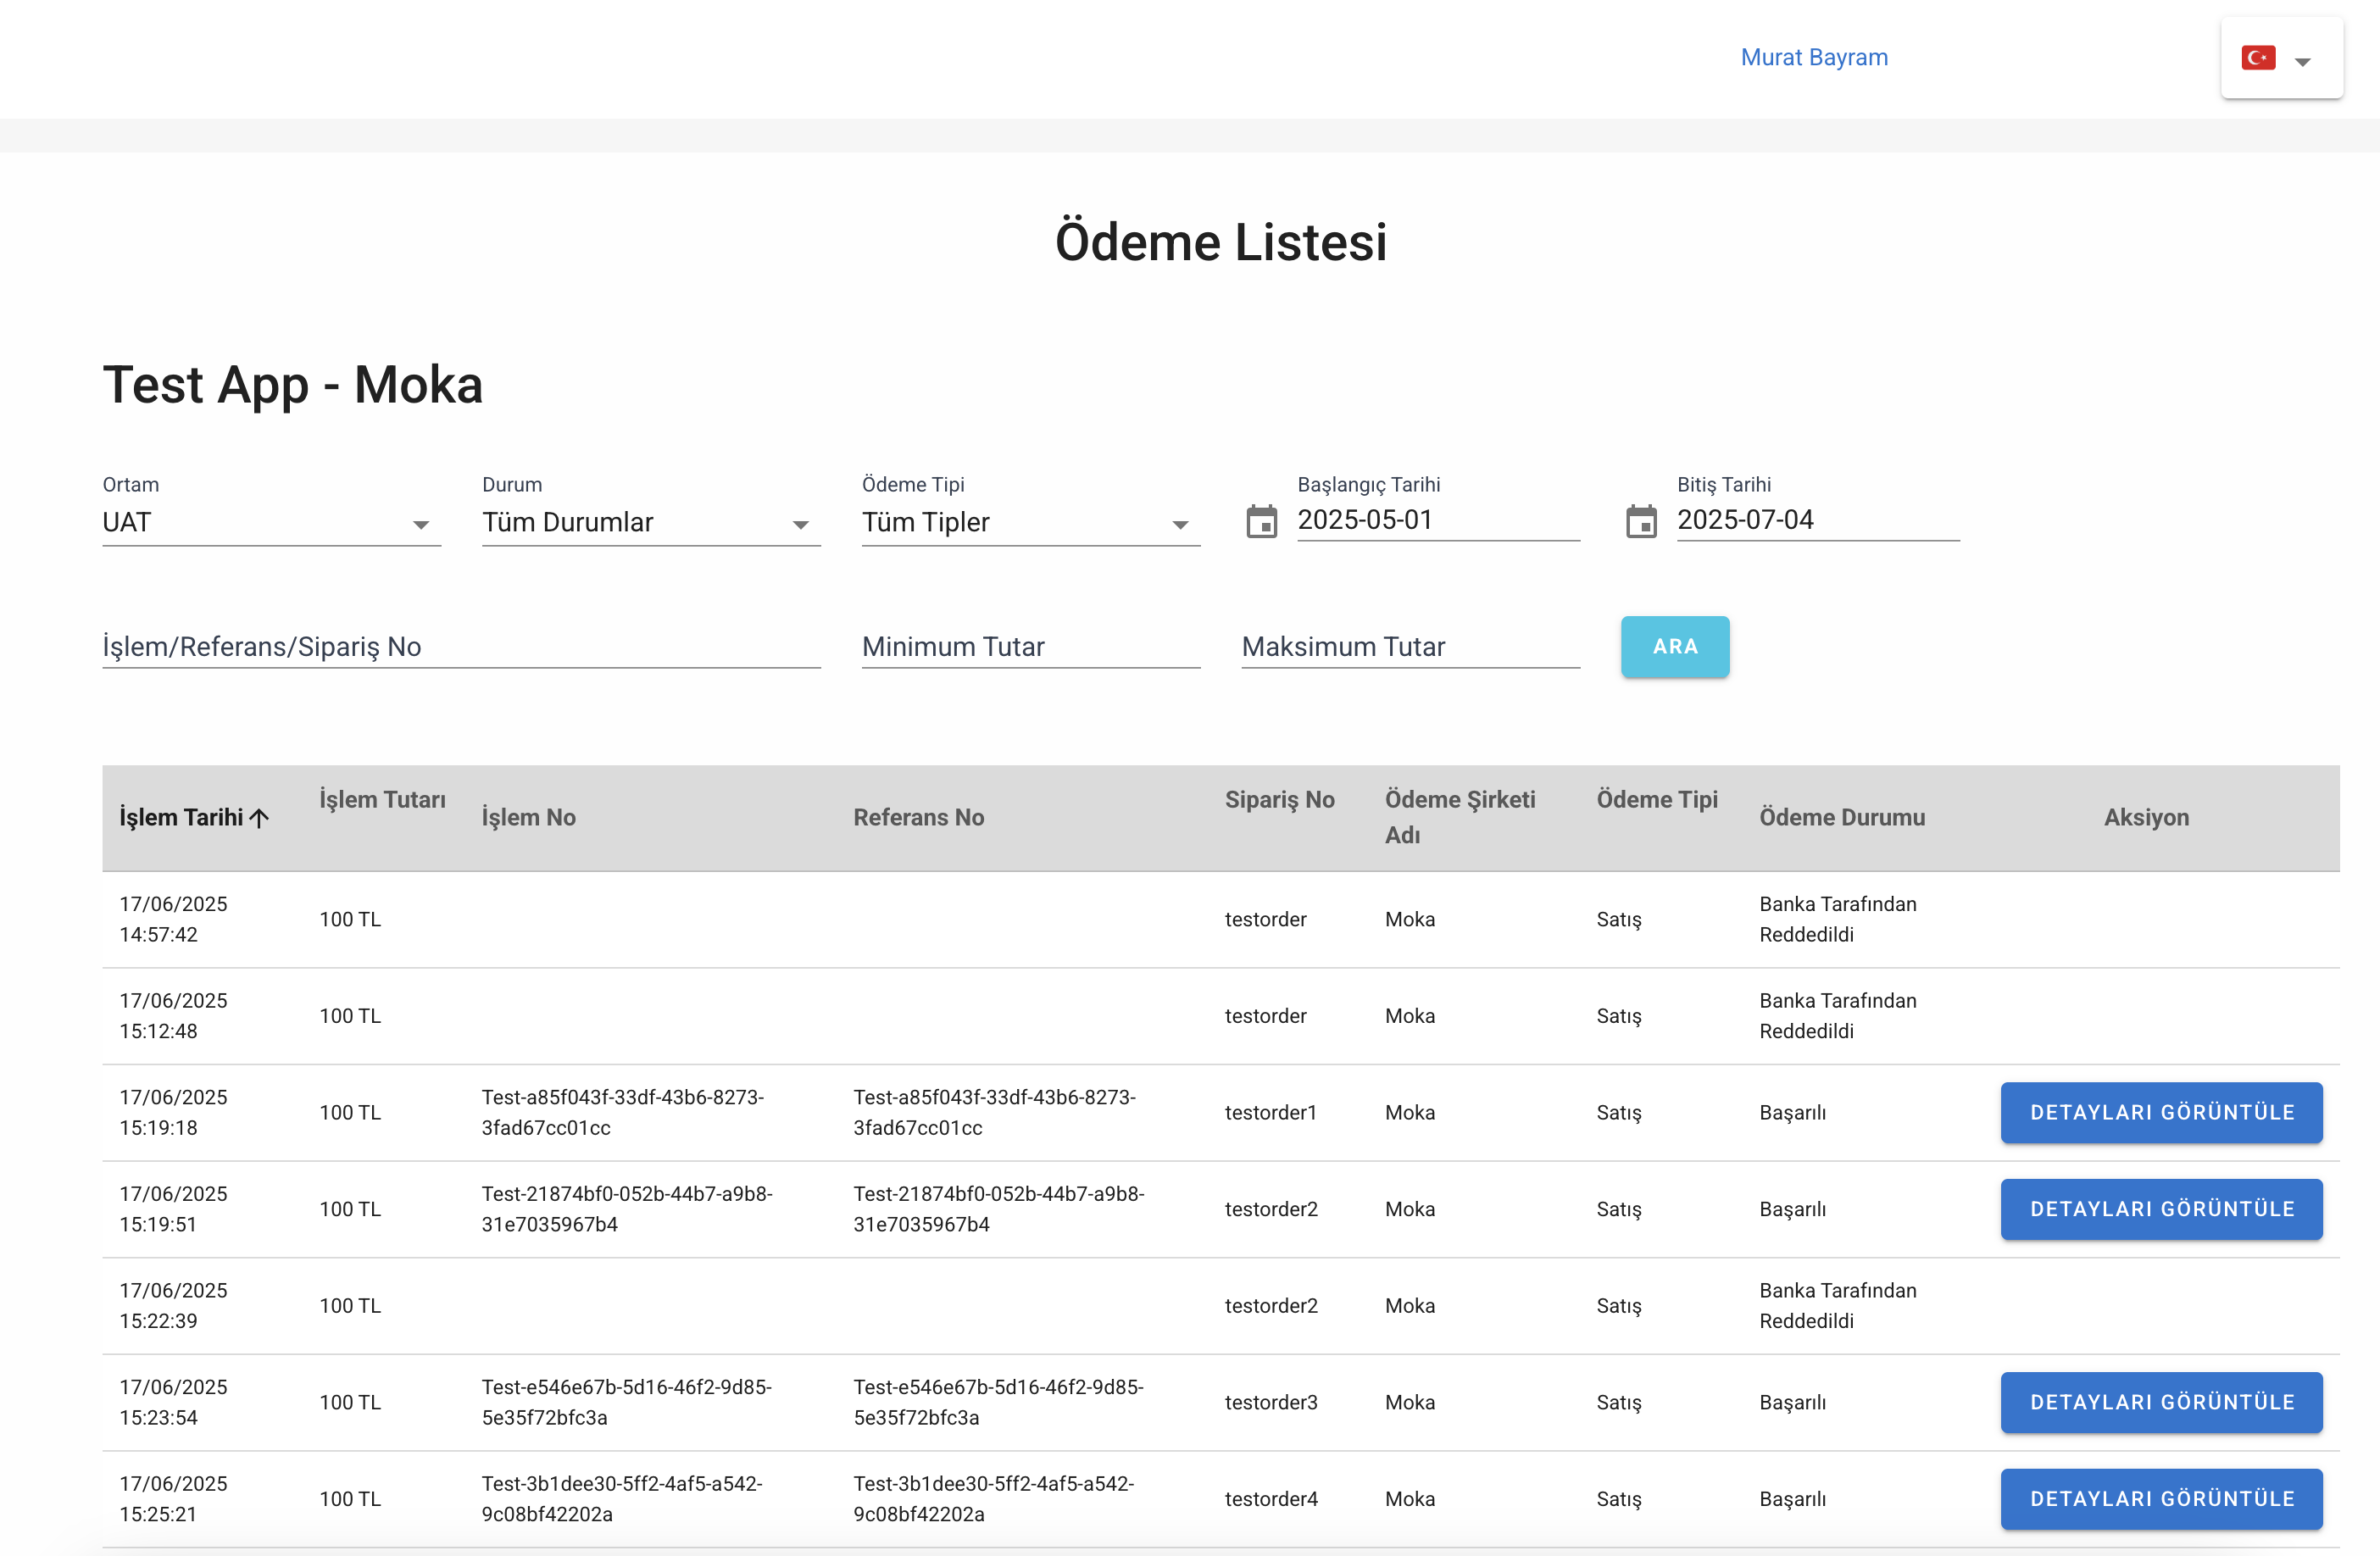 Murat Bayram
Ödeme Listesi
Test App - Moka
Ortam
UAT
Durum
Tüm Durumlar
Ödeme Tipi
Tüm Tipler
Başlangıç Tarihi
2025-05-01
Bitiş Tarihi
2025-07-04
İşlem/Referans/Sipariş No
Minimum Tutar
Maksimum Tutar
ARA
İşlem Tarihi
İşlem Tutarı
İşlem No
Referans No
Sipariş No
Ödeme Şirketi
Adı
Ödeme Tipi
Ödeme Durumu
Aksiyon
17/06/2025
14:57:42
100 TL
testorder
Moka
Satış
Banka Tarafından
Reddedildi
17/06/2025
15:12:48
100 TL
testorder
Moka
Satış
Banka Tarafından
Reddedildi
17/06/2025
15:19:18
100 TL
Test-a85f043f-33df-43b6-8273-
3fad67cc01cc
Test-a85f043f-33df-43b6-8273-
3fad67cc01cc
testorder1
Moka
Satış
Başarılı
DETAYLARI GÖRÜNTÜLE
17/06/2025
15:19:51
100 TL
Test-21874bf0-052b-44b7-a9b8-
31e7035967b4
Test-21874bf0-052b-44b7-a9b8-
31e7035967b4
testorder2
Moka
Satış
Başarılı
DETAYLARI GÖRÜNTÜLE
17/06/2025
15:22:39
100 TL
testorder2
Moka
Satış
Banka Tarafından
Reddedildi
17/06/2025
15:23:54
100 TL
Test-e546e67b-5d16-46f2-9d85-
5e35f72bfc3a
Test-e546e67b-5d16-46f2-9d85-
5e35f72bfc3a
testorder3
Moka
Satış
Başarılı
DETAYLARI GÖRÜNTÜLE
17/06/2025
15:25:21
100 TL
Test-3b1dee30-5ff2-4af5-a542-
9c08bf42202a
Test-3b1dee30-5ff2-4af5-a542-
9c08bf42202a
testorder4
Moka
Satış
Başarılı
DETAYLARI GÖRÜNTÜLE